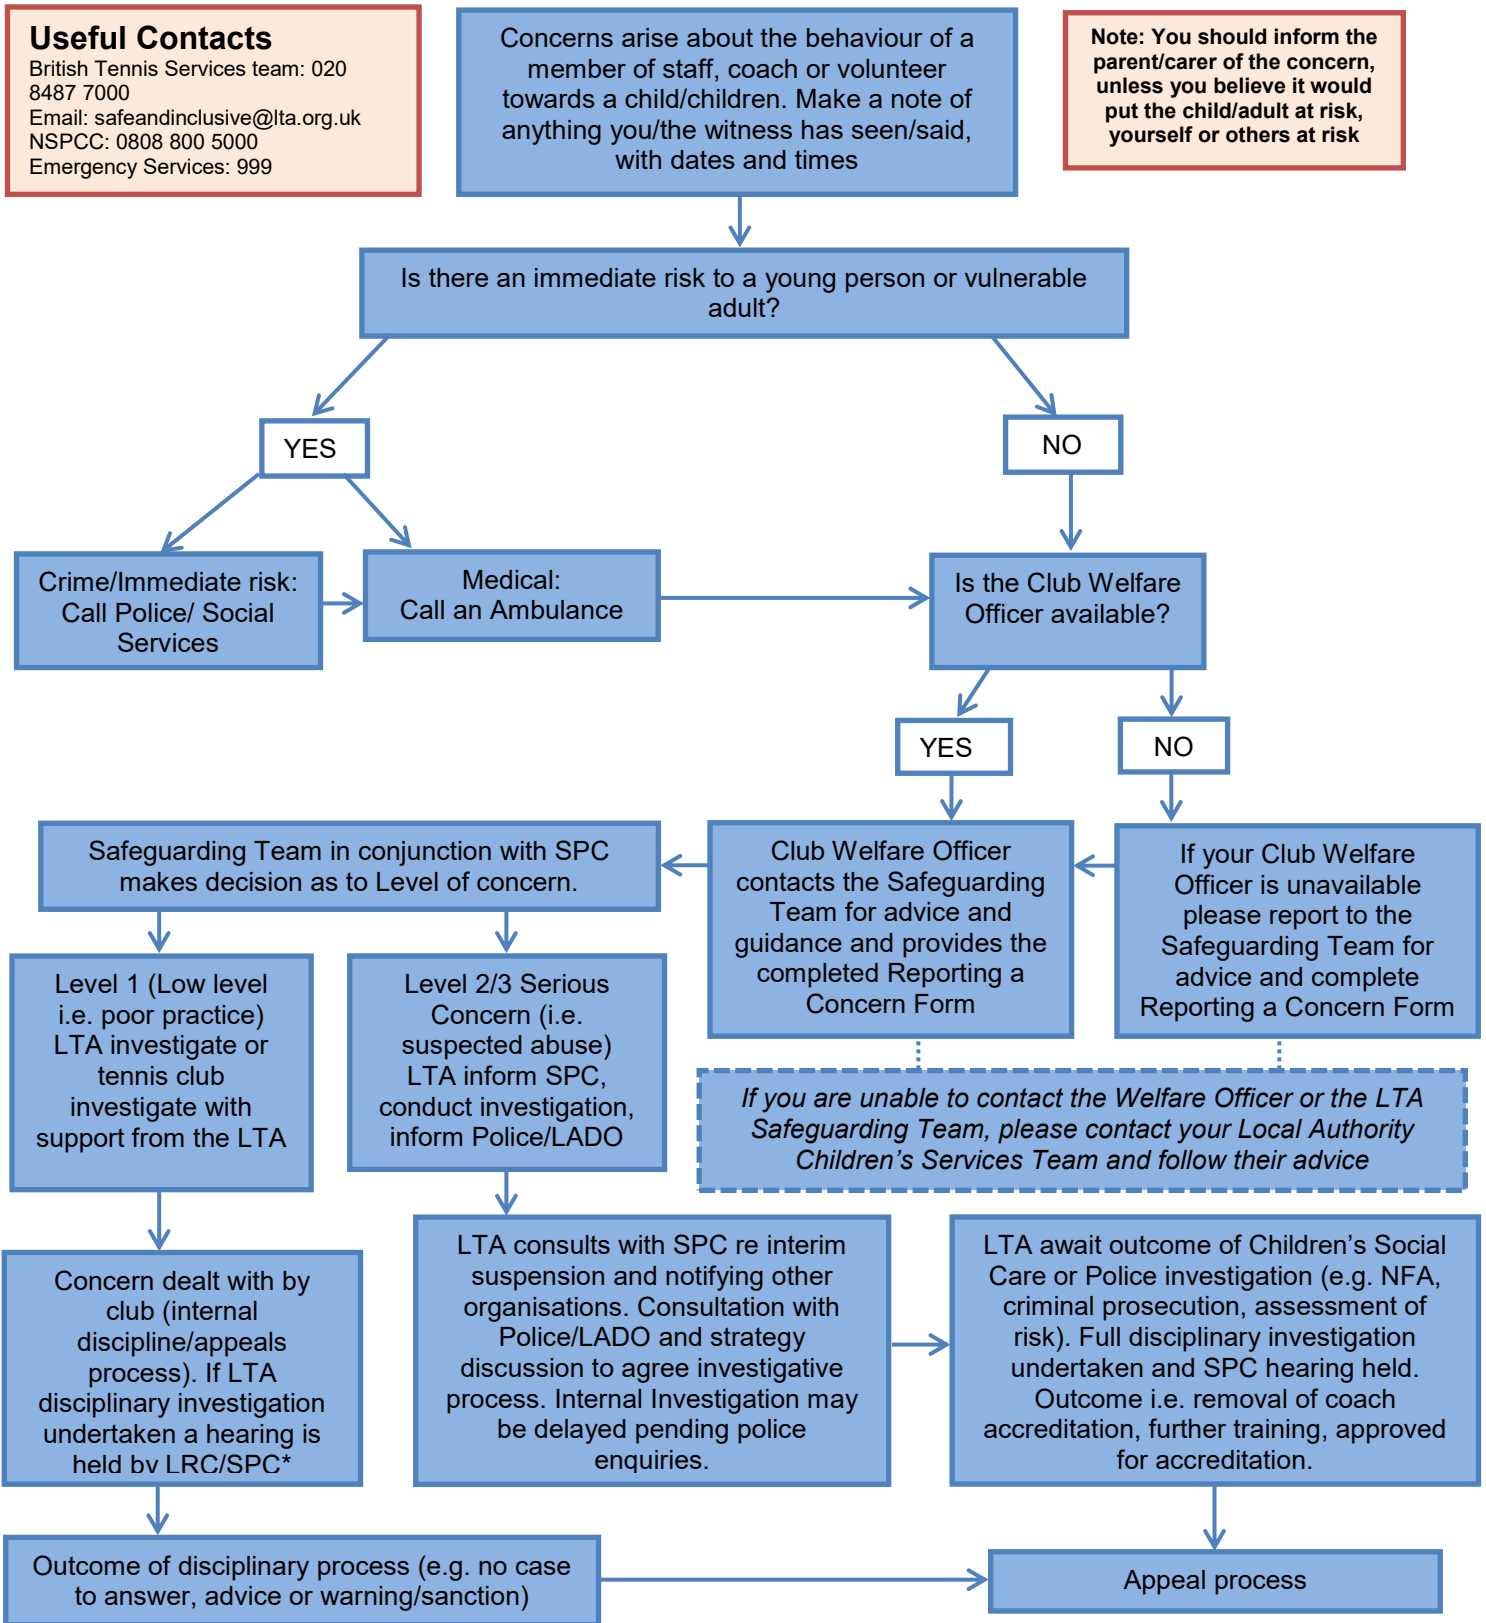 Useful Contacts
British Tennis Services team: 020
8487 7000
Email: safeandinclusive@lta.org.uk
NSPCC: 0808 800 5000
Emergency Services: 999
Concerns arise about the behaviour of a
member of staff, coach or volunteer
towards a child/children. Make a note of
anything you/the witness has seen/said,
with dates and times
Note: You should inform the
parent/carer of the concern,
unless you believe it would
put the child/adult at risk,
yourself or others at risk
Is there an immediate risk to a young person or vulnerable
adult?
YES
NO
Crime/Immediate risk:
Call Police/ Social
Services
Medical:
Call an Ambulance
Is the Club Welfare
Officer available?
YES
NO
Safeguarding Team in conjunction with SPC
makes decision as to Level of concern.
Club Welfare Officer
contacts the Safeguarding
Team for advice and
guidance and provides the
completed Reporting a
Concern Form
If your Club Welfare
Officer is unavailable
please report to the
Safeguarding Team for
advice and complete
Reporting a Concern Form
Level 1 (Low level
i.e. poor practice)
LTA investigate or
tennis club
investigate with
support from the LTA
Level 2/3 Serious
Concern (i.e.
suspected abuse)
LTA inform SPC,
conduct investigation,
inform Police/LADO
If you are unable to contact the Welfare Officer or the LTA
Safeguarding Team, please contact your Local Authority
Children’s Services Team and follow their advice
Concern dealt with by
club (internal
discipline/appeals
process). If LTA
disciplinary investigation
undertaken a hearing is
held by LRC/SPC*
LTA consults with SPC re interim
suspension and notifying other
organisations. Consultation with
Police/LADO and strategy
discussion to agree investigative
process. Internal Investigation may
be delayed pending police
enquiries.
LTA await outcome of Children’s Social
Care or Police investigation (e.g. NFA,
criminal prosecution, assessment of
risk). Full disciplinary investigation
undertaken and SPC hearing held.
Outcome i.e. removal of coach
accreditation, further training, approved
for accreditation.
Outcome of disciplinary process (e.g. no case
to answer, advice or warning/sanction)
Appeal process